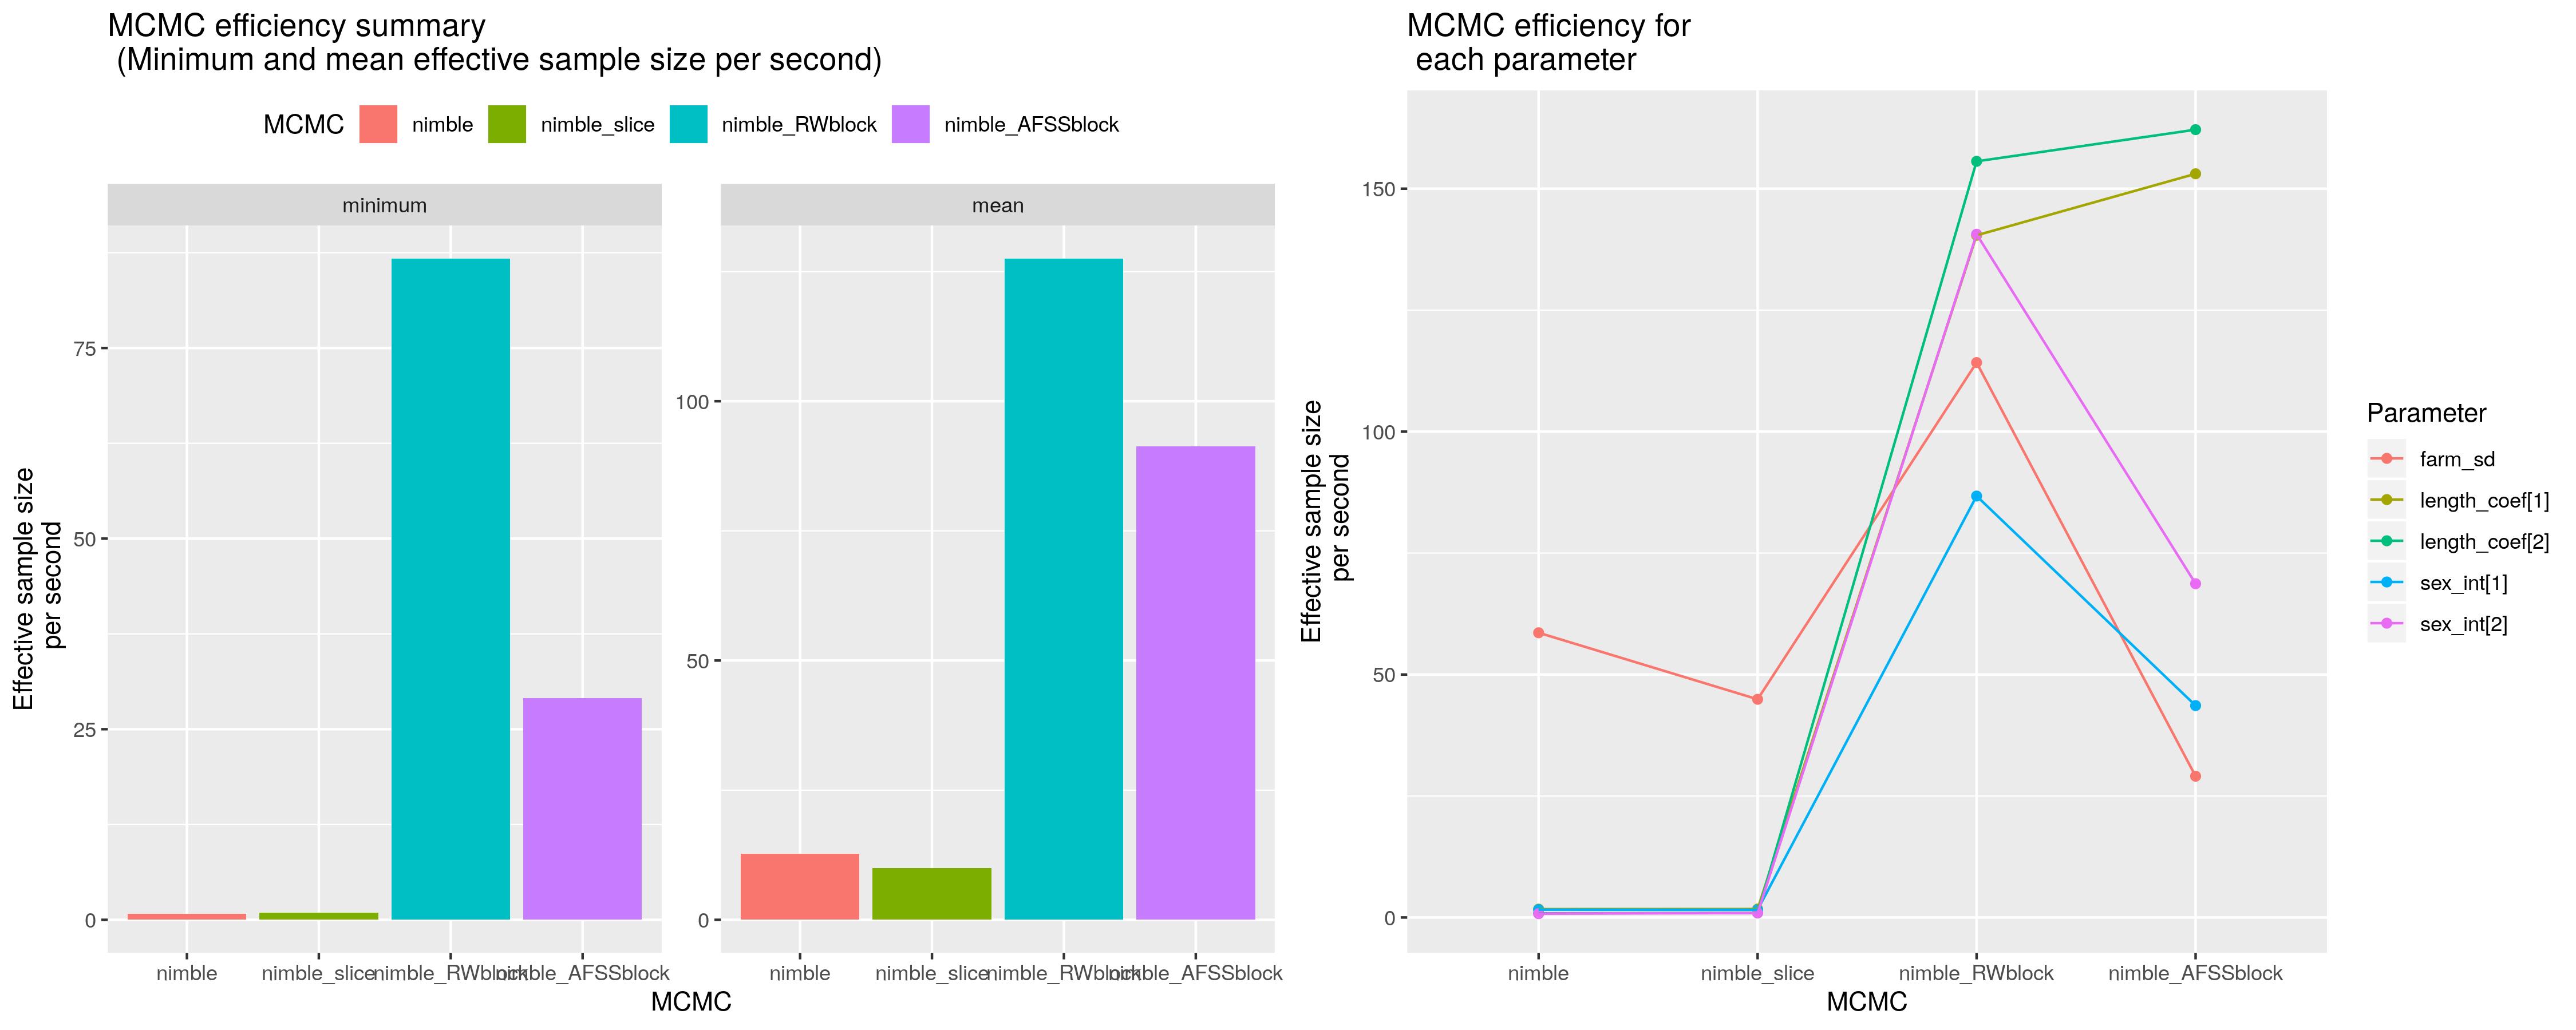 MCMC efficiency summary
(Minimum and mean effective sample size per second)
MCMC nimble nimble_slice nimble_RWblock nimble_AFSSblock
minimum mean
Effective sample size
per second
75
50
25
0
100
50
0
nimble nimble_slice nimble_RWblock nimble_AFSSblock
nimble nimble_slice nimble_RWblock nimble_AFSSblock
MCMC
MCMC efficiency for
each parameter
Effective sample size
per second
150
100
50
0
nimble nimble_slice nimble_RWblock nimble_AFSSblock
MCMC
Parameter
farm_sd
length_coef[1]
length_coef[2]
sex_int[1]
sex_int[2]